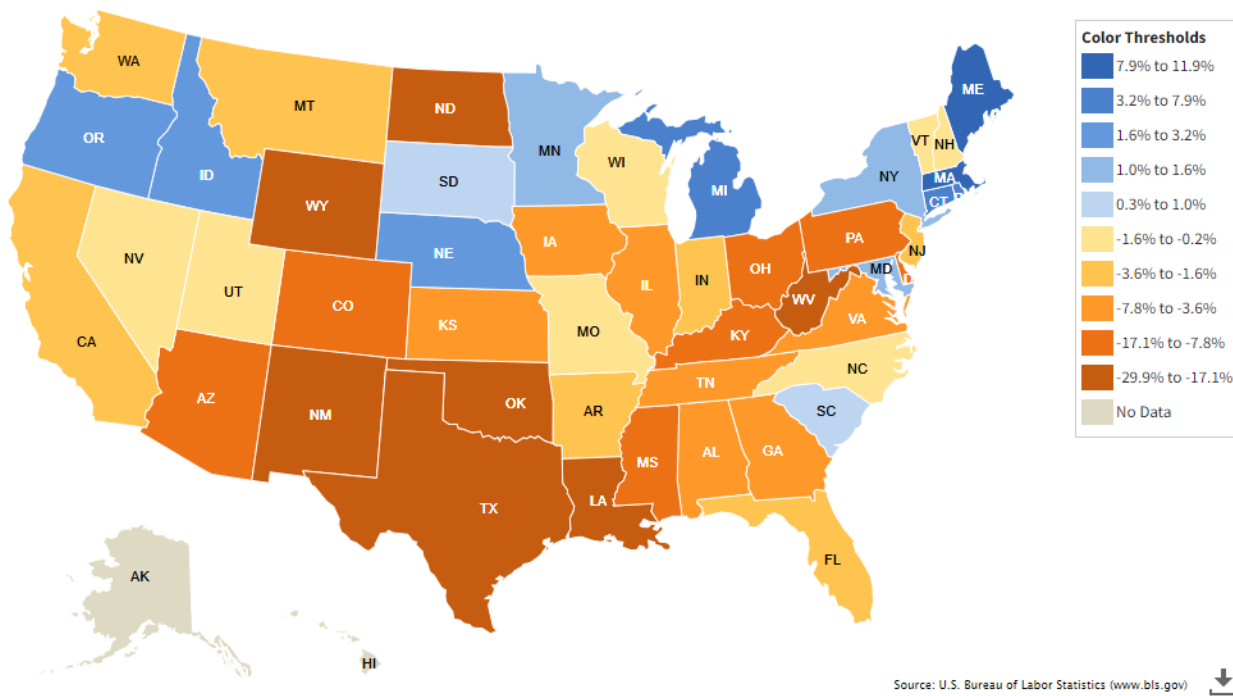 Color Thresholds
7.9% to 11.9%
3.2% to 7.9%
1.6% to 3.2%
1.0% to 1.6%
0.3% to 1.0%
-1.6% to -0.2%
-3.6% to -1.6%
-7.8% to -3.6%
-17.1% to -7.8%
-29.9% to -17.1%
No Data
WA
MT
ND
MN
ME
OR
ID
SD
WI
VT
NH
NY
MA
MI
CT
WY
IA
NE
PA
NJ
OH
IL
IN
MD
D
NV
UT
CO
WV
VA
KS
MO
KY
CA
NC
TN
AZ
NM
OK
AR
SC
MS
AL
GA
TX
LA
FL
AK
HI
Source: U.S. Bureau of Labor Statistics (www.bls.gov)